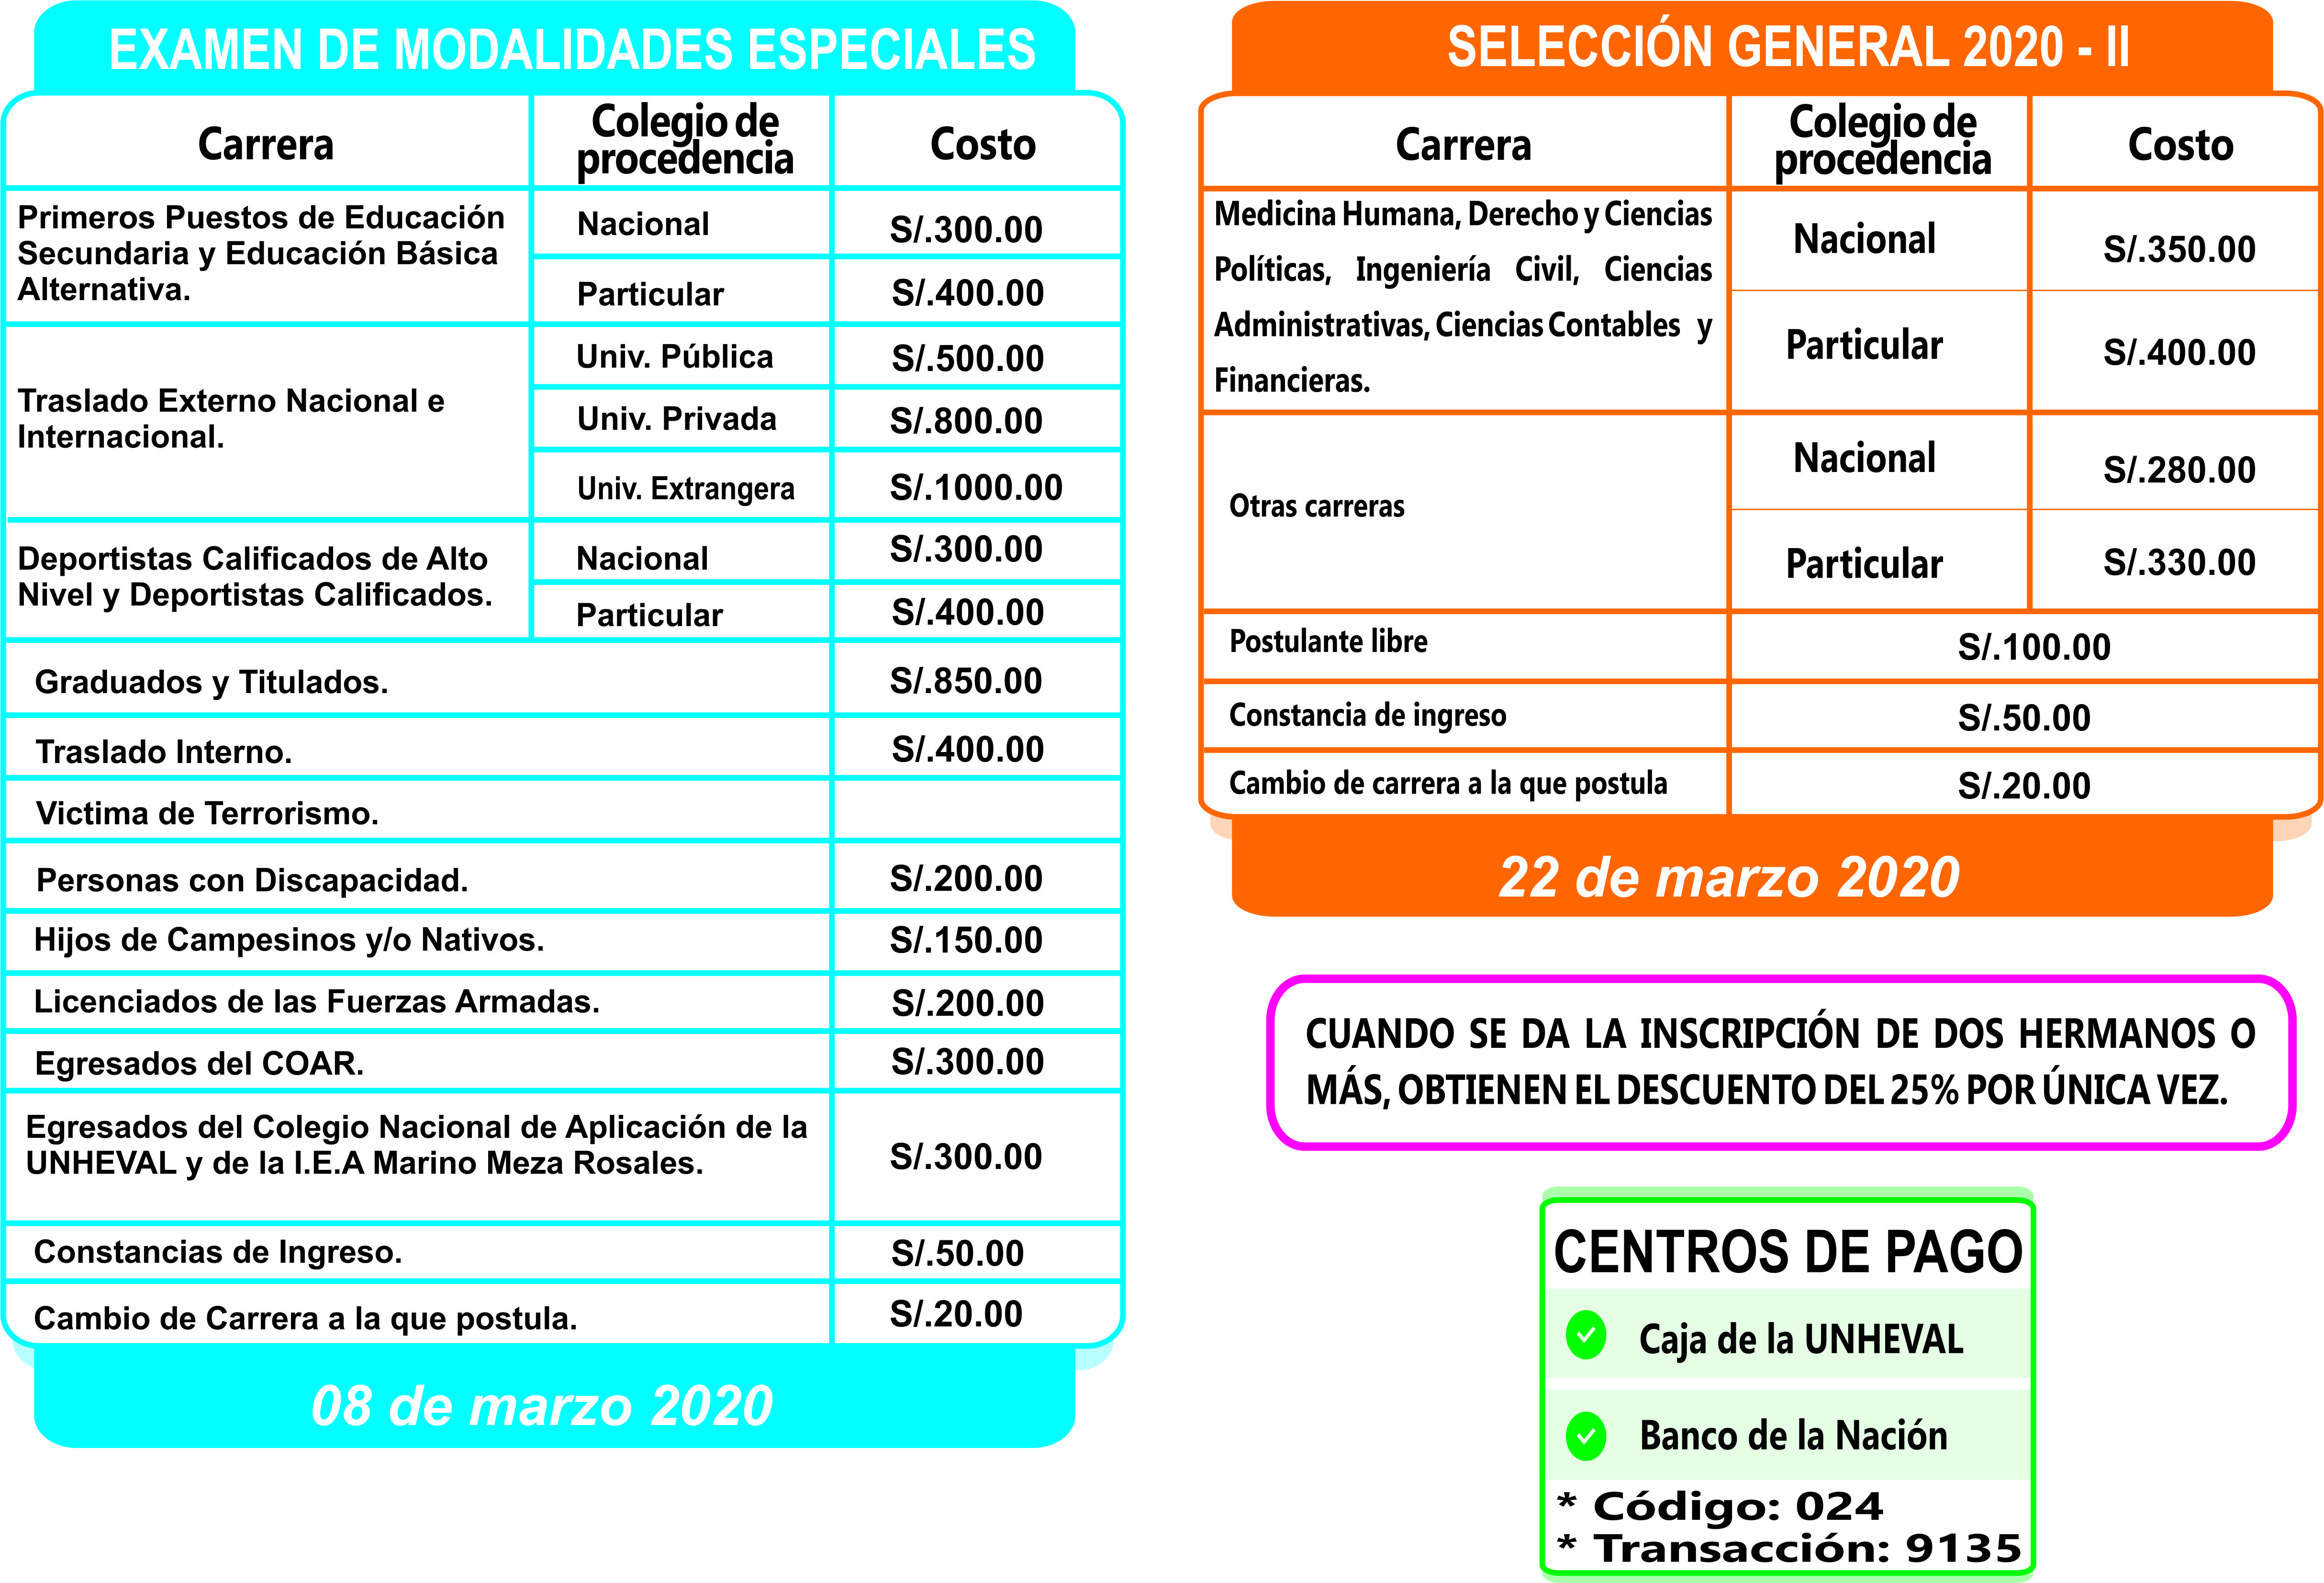 EXAMEN DE MODALIDADES ESPECIALES
Carrera
Colegio de
procedencia
Costo
Primeros Puestos de Educación
Secundaria y Educación Básica
Alternativa.
Nacional
S/.300.00
Particular
S/.400.00
Traslado Externo Nacional e
Internacional.
Univ. Pública
S/.500.00
Univ. Privada
S/.800.00
Univ. Extrangera
S/.1000.00
Deportistas Calificados de Alto
Nivel y Deportistas Calificados.
Nacional
S/.300.00
Particular
S/.400.00
Graduados y Titulados.
S/.850.00
Traslado Interno.
S/.400.00
Victima de Terrorismo.
Personas con Discapacidad.
S/.200.00
Hijos de Campesinos y/o Nativos.
S/.150.00
Licenciados de las Fuerzas Armadas.
S/.200.00
Egresados del COAR.
S/.300.00
Egresados del Colegio Nacional de Aplicación de la
UNHEVAL y de la I.E.A Marino Meza Rosales.
S/.300.00
Constancias de Ingreso.
S/.50.00
Cambio de Carrera a la que postula.
S/.20.00
08 de marzo 2020
SELECCIÓN GENERAL 2020 - II
Carrera
Colegio de
procedencia
Costo
Medicina Humana, Derecho y Ciencias
Políticas, Ingeniería Civil, Ciencias
Administrativas, Ciencias Contables y
Financieras.
Nacional
S/.350.00
Particular
S/.400.00
Otras carreras
Nacional
S/.280.00
Particular
S/.330.00
Postulante libre
S/.100.00
Constancia de ingreso
S/.50.00
Cambio de carrera a la que postula
S/.20.00
22 de marzo 2020
CUANDO SE DA LA INSCRIPCIÓN DE DOS HERMANOS O
MÁS, OBTIENEN EL DESCUENTO DEL 25% POR ÚNICA VEZ.
CENTROS DE PAGO
Caja de la UNHEVAL
Banco de la Nación
* Código: 024
* Transacción: 9135